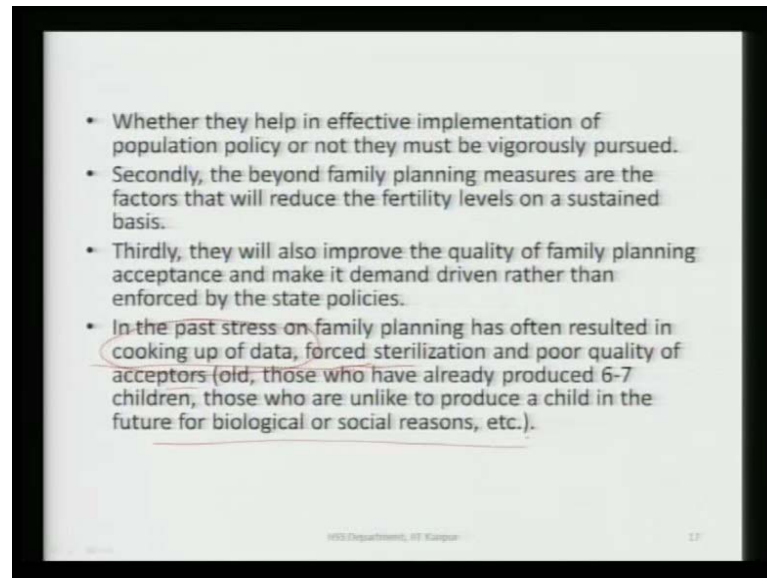 • Whether they help in effective implementation of
population policy or not they must be vigorously pursued.
• Secondly, the beyond family planning measures are the
factors that will reduce the fertility levels on a sustained
basis.
• Thirdly, they will also improve the quality of family planning
acceptance and make it demand driven rather than
enforced by the state policies.
• In the past stress on family planning has often resulted in
cooking up of data, forced sterilization and poor quality of
acceptors (old, those who have already produced 6-7
children, those who are unlike to produce a child in the
future for biological or social reasons, etc.).
HSS Department, IIT Kanpur
17